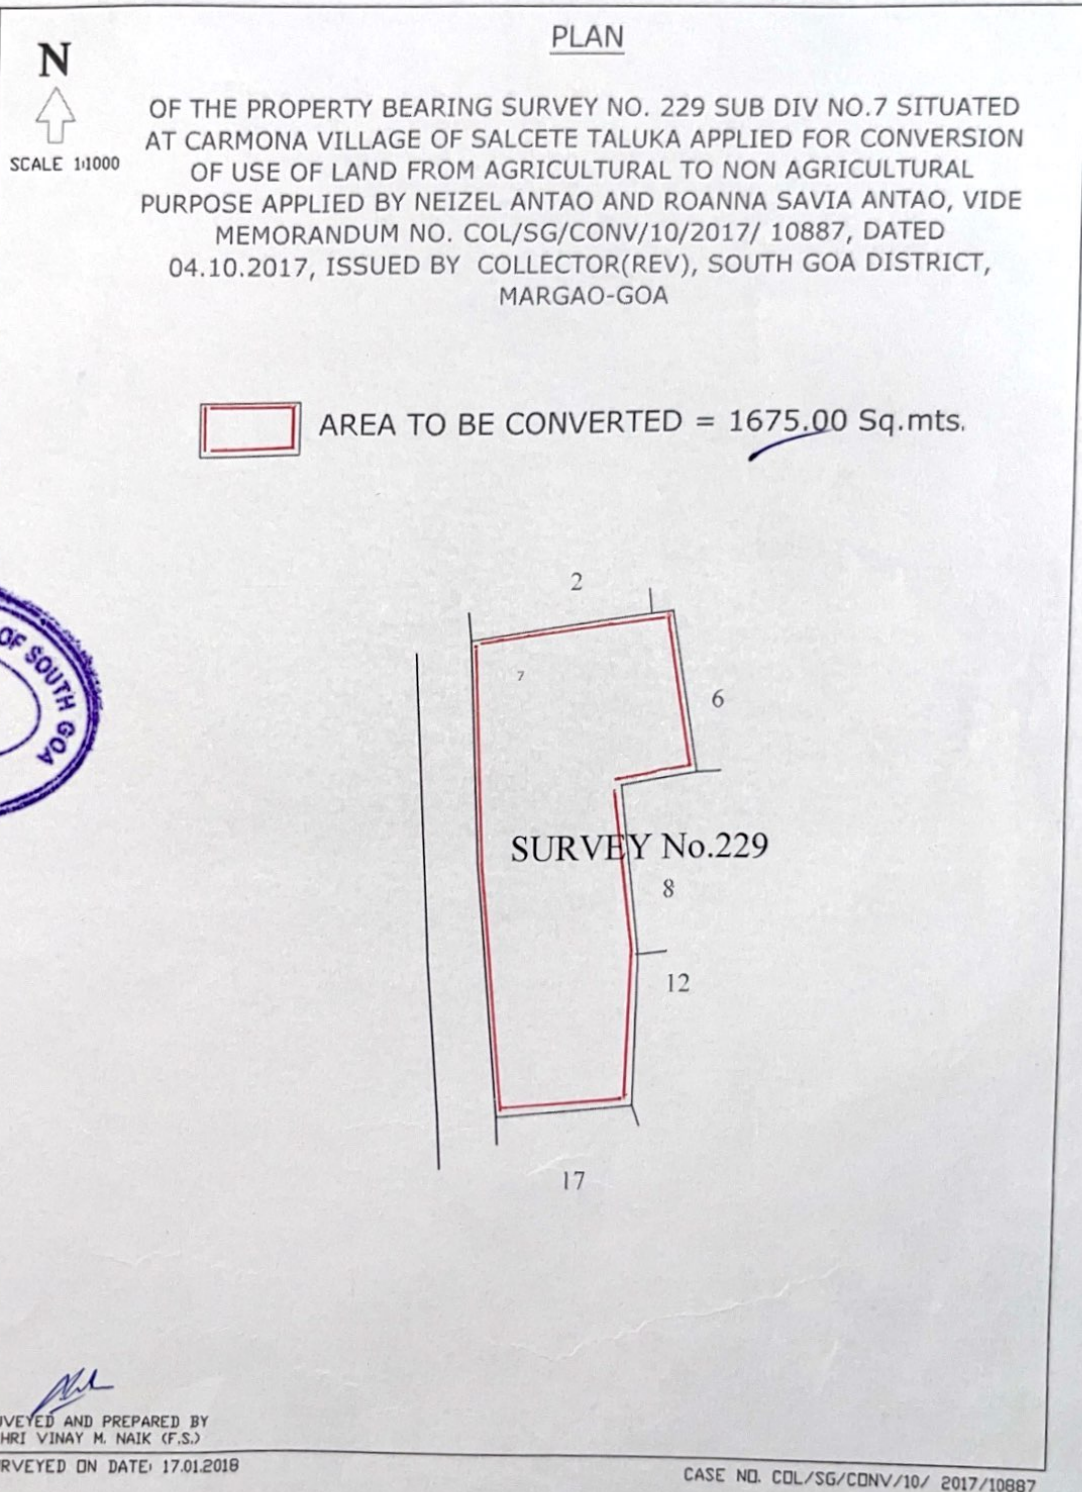 PLAN
N
SCALE 1:1000
OF THE PROPERTY BEARING SURVEY NO. 229 SUB DIV NO.7 SITUATED
AT CARMONA VILLAGE OF SALCETE TALUKA APPLIED FOR CONVERSION
OF USE OF LAND FROM AGRICULTURAL TO NON AGRICULTURAL
PURPOSE APPLIED BY NEIZEL ANTAO AND ROANNA SAVIA ANTAO, VIDE
MEMORANDUM NO. COL/SG/CONV/10/2017/ 10887, DATED
04.10.2017, ISSUED BY COLLECTOR(REV), SOUTH GOA DISTRICT,
MARGAO-GOA
AREA TO BE CONVERTED = 1675.00 Sq.mts.
2
7
6
OF SOUTH GOA
SURVEY No.229
8
12
17
VEYED AND PREPARED BY
HRI VINAY M. NAIK (F.S.)
RVEYED ON DATE: 17.01.2018
CASE NO. COL/SG/CONV/10/ 2017/10887